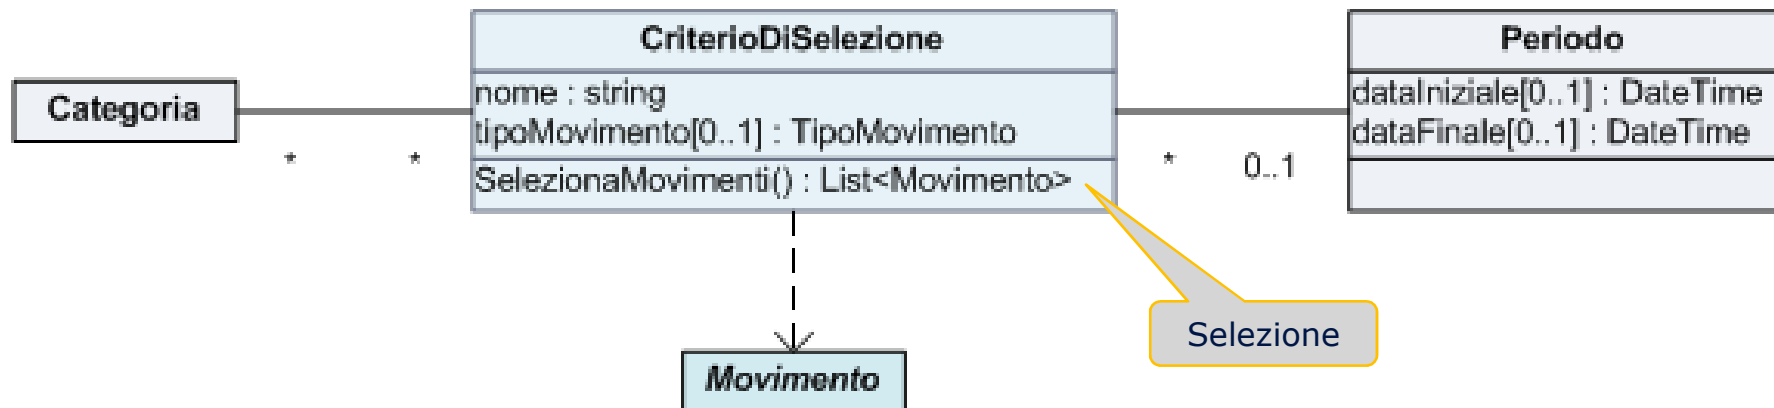 CriterioDiSelezione
Periodo
Categoria
nome : string
tipoMovimento[0..1] : TipoMovimento
dataIniziale[0..1] : DateTime
dataFinale[0..1] : DateTime
* *
* 0..1
SelezionaMovimenti() : List<Movimento>
Selezione
Movimento